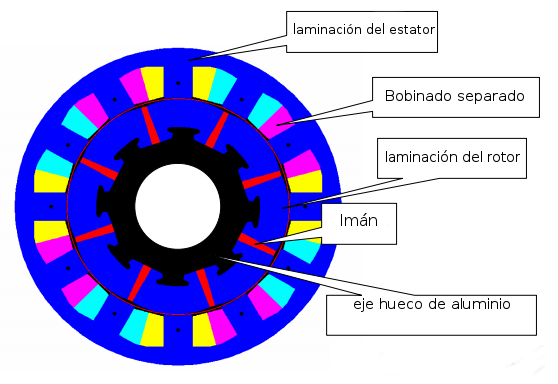 laminación del estator
Bobinado separado
laminación del rotor
Imán
eje hueco de aluminio